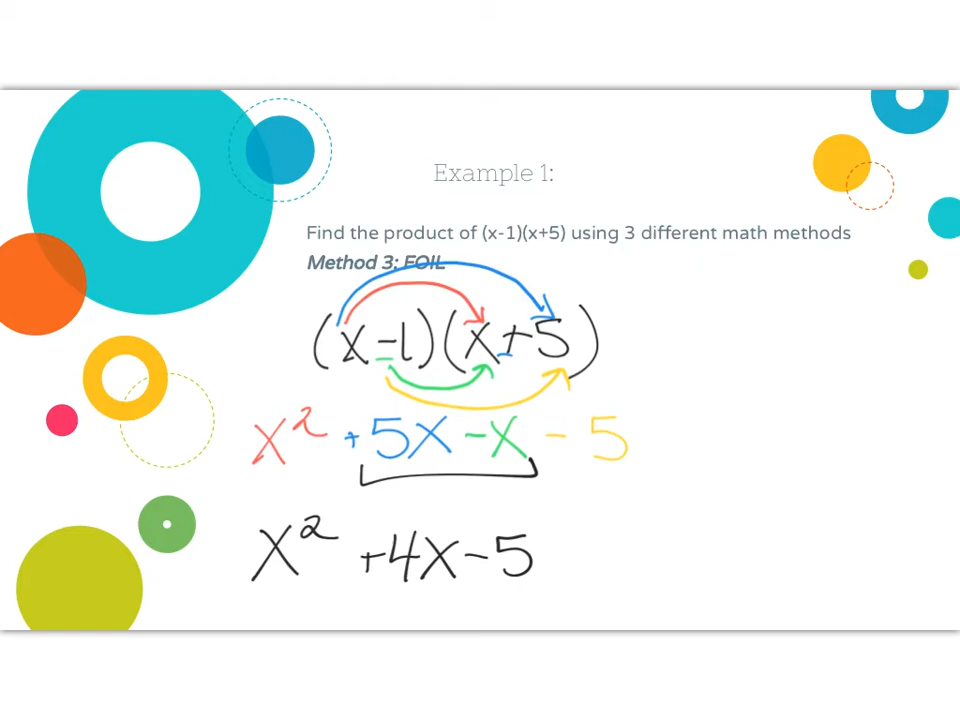 Example 1:
Find the product of (x-1)(x+5) using 3 different math methods
Method 3: FOIL
(x-1)(x+5)
x² +5x -x -5
x² +4x-5